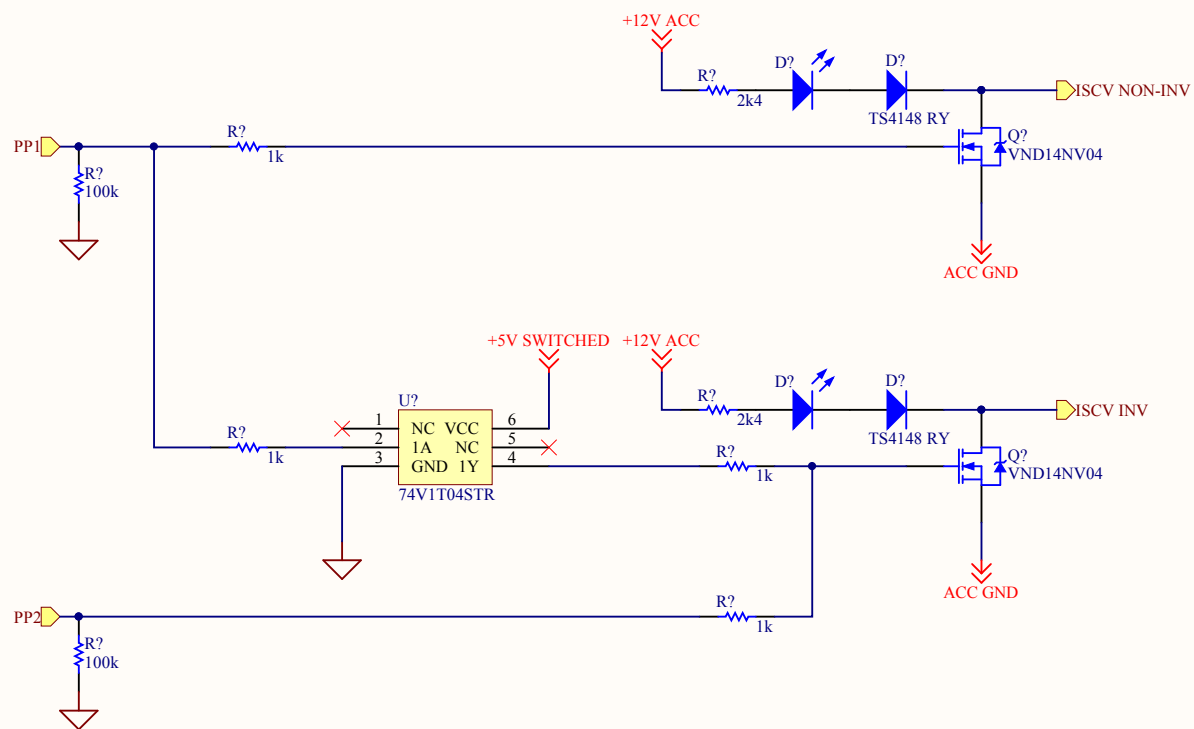 +12V ACC
R?
2k4
D?
D?
TS4148 RY
ISCV NON-INV
PP1
R?
1k
Q?
VND14NV04
R?
100k
ACC GND
+5V SWITCHED
+12V ACC
R?
2k4
D?
D?
TS4148 RY
ISCV INV
U?
1 NC VCC 6
2 1A NC 5
3 GND 1Y 4
74V1T04STR
R?
1k
R?
1k
Q?
VND14NV04
ACC GND
PP2
R?
1k
R?
100k